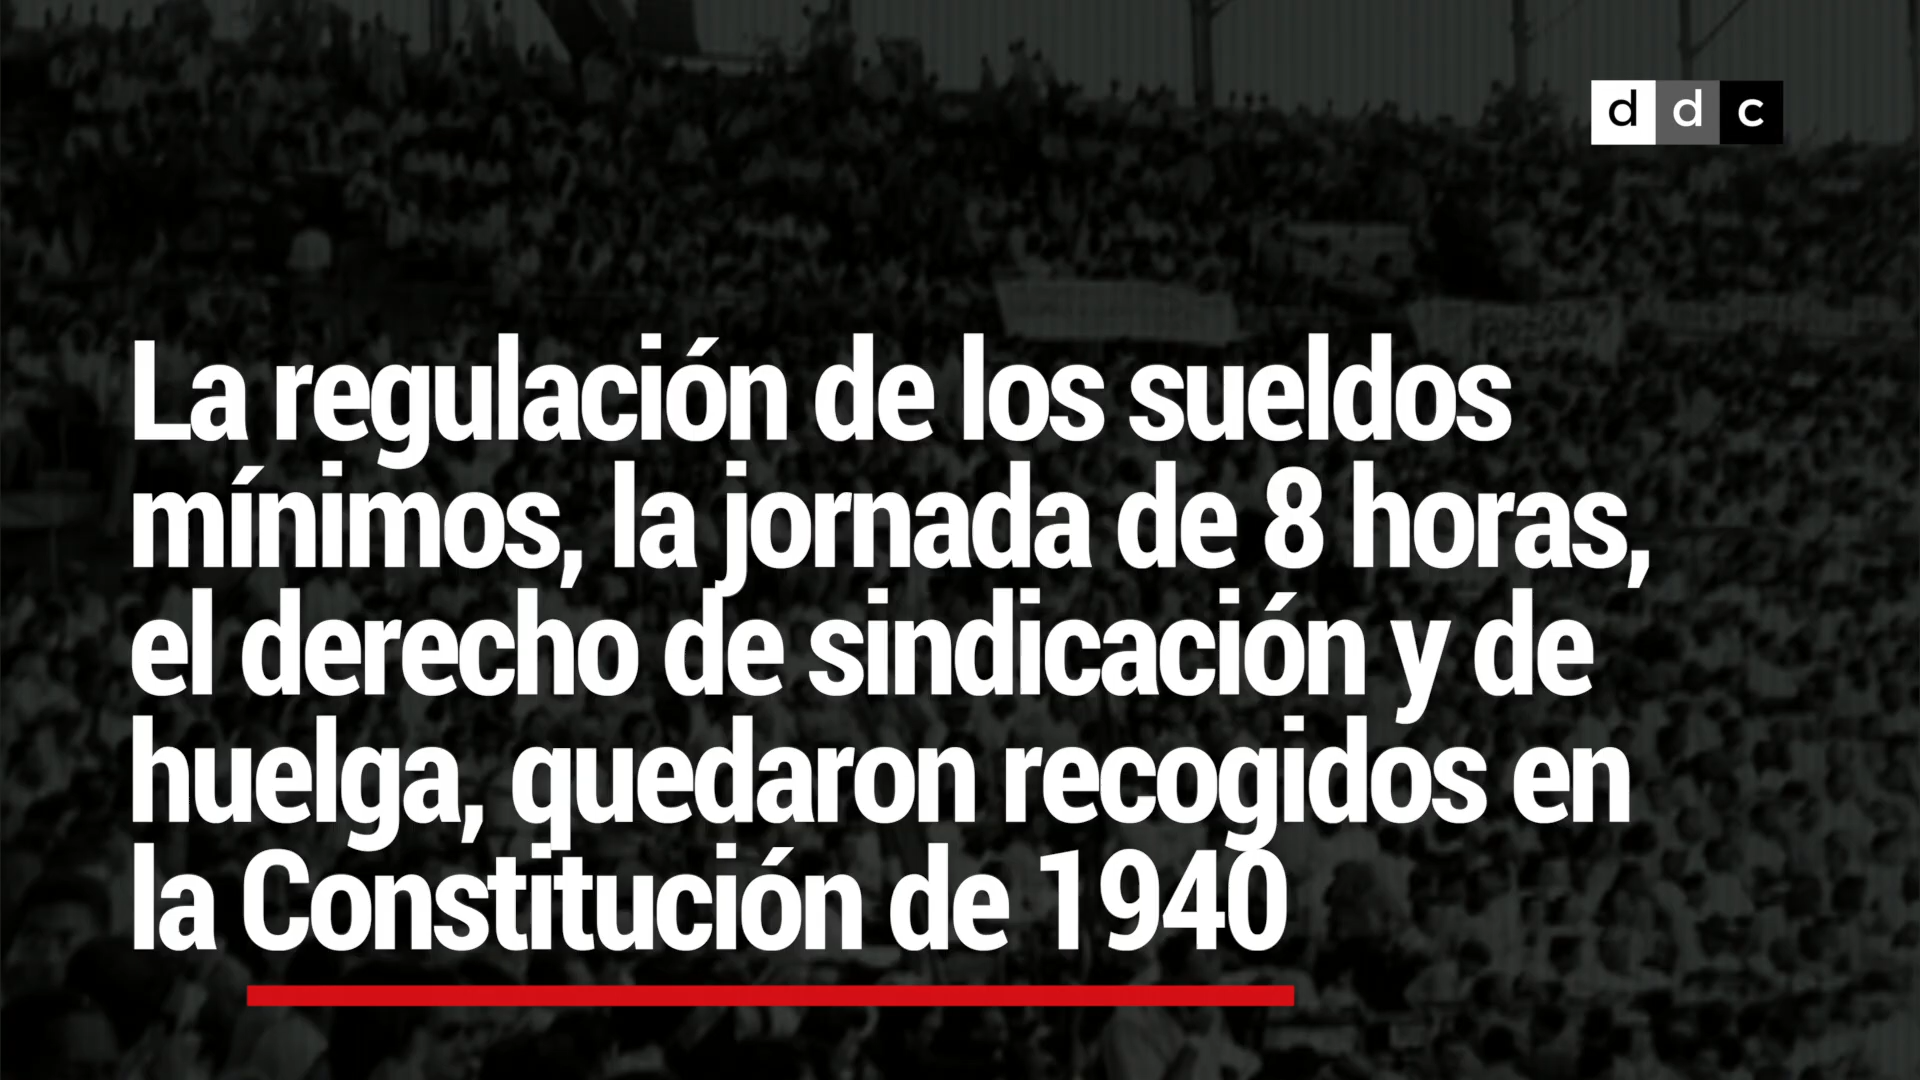 ddc
La regulación de los sueldos
mínimos, la jornada de 8 horas,
el derecho de sindicación y de
huelga, quedaron recogidos en
la Constitución de 1940